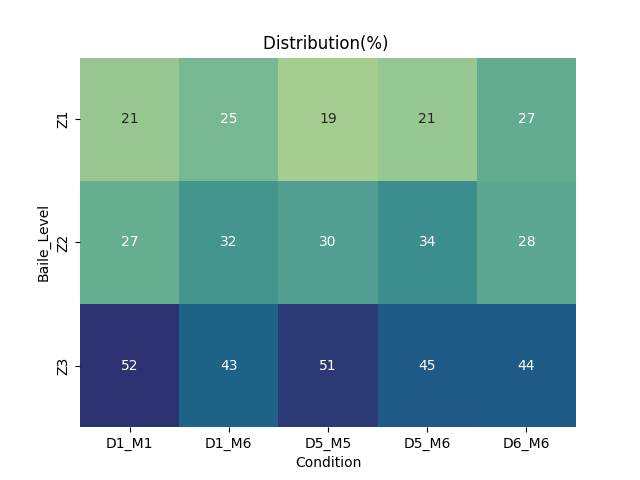 Distribution(%)
Baile_Level
Z1 21 25 19 21 27
Z2 27 32 30 34 28
Z3 52 43 51 45 44
D1_M1 D1_M6 D5_M5 D5_M6 D6_M6
Condition